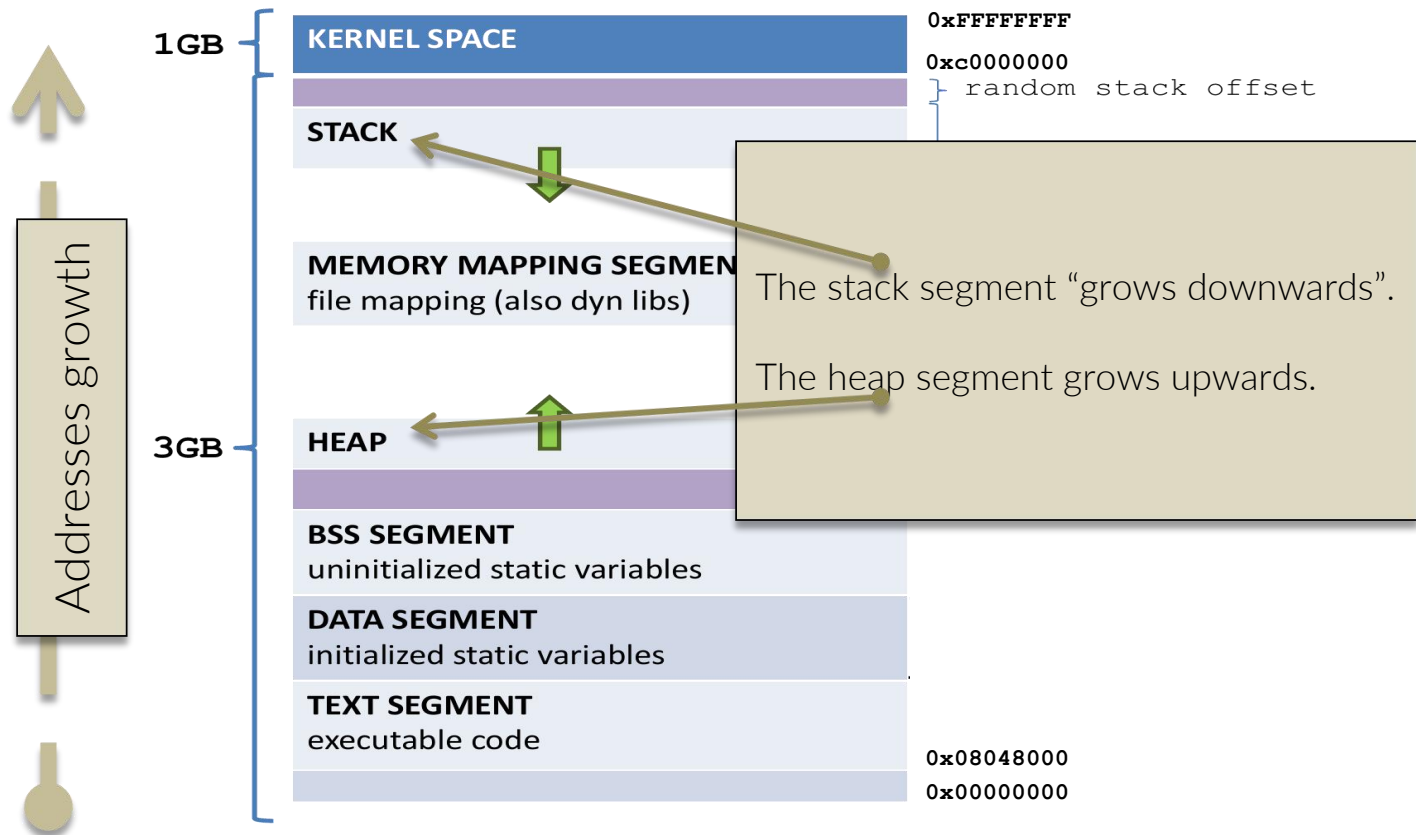 0xFFFFFFFF
1GB
KERNEL SPACE
0xc0000000
random stack offset
STACK
MEMORY MAPPING SEGMEN
file mapping (also dyn libs)
The stack segment “grows downwards”.
The heap segment grows upwards.
Addresses growth
3GB
HEAP
BSS SEGMENT
uninitialized static variables
DATA SEGMENT
initialized static variables
TEXT SEGMENT
executable code
0x08048000
0x00000000